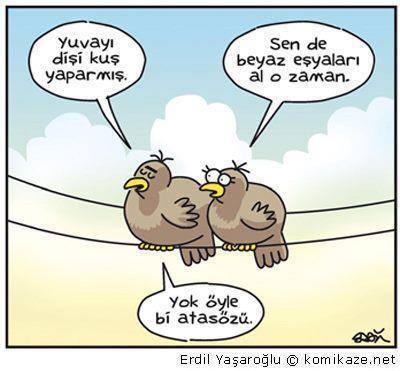 Yuvayı
dişi kuş
yaparmış.
Sen de
beyaz eşyaları
al o zaman.
Yok öyle
bi atasözü.
Erdil Yaşaroğlu © komikaze.net